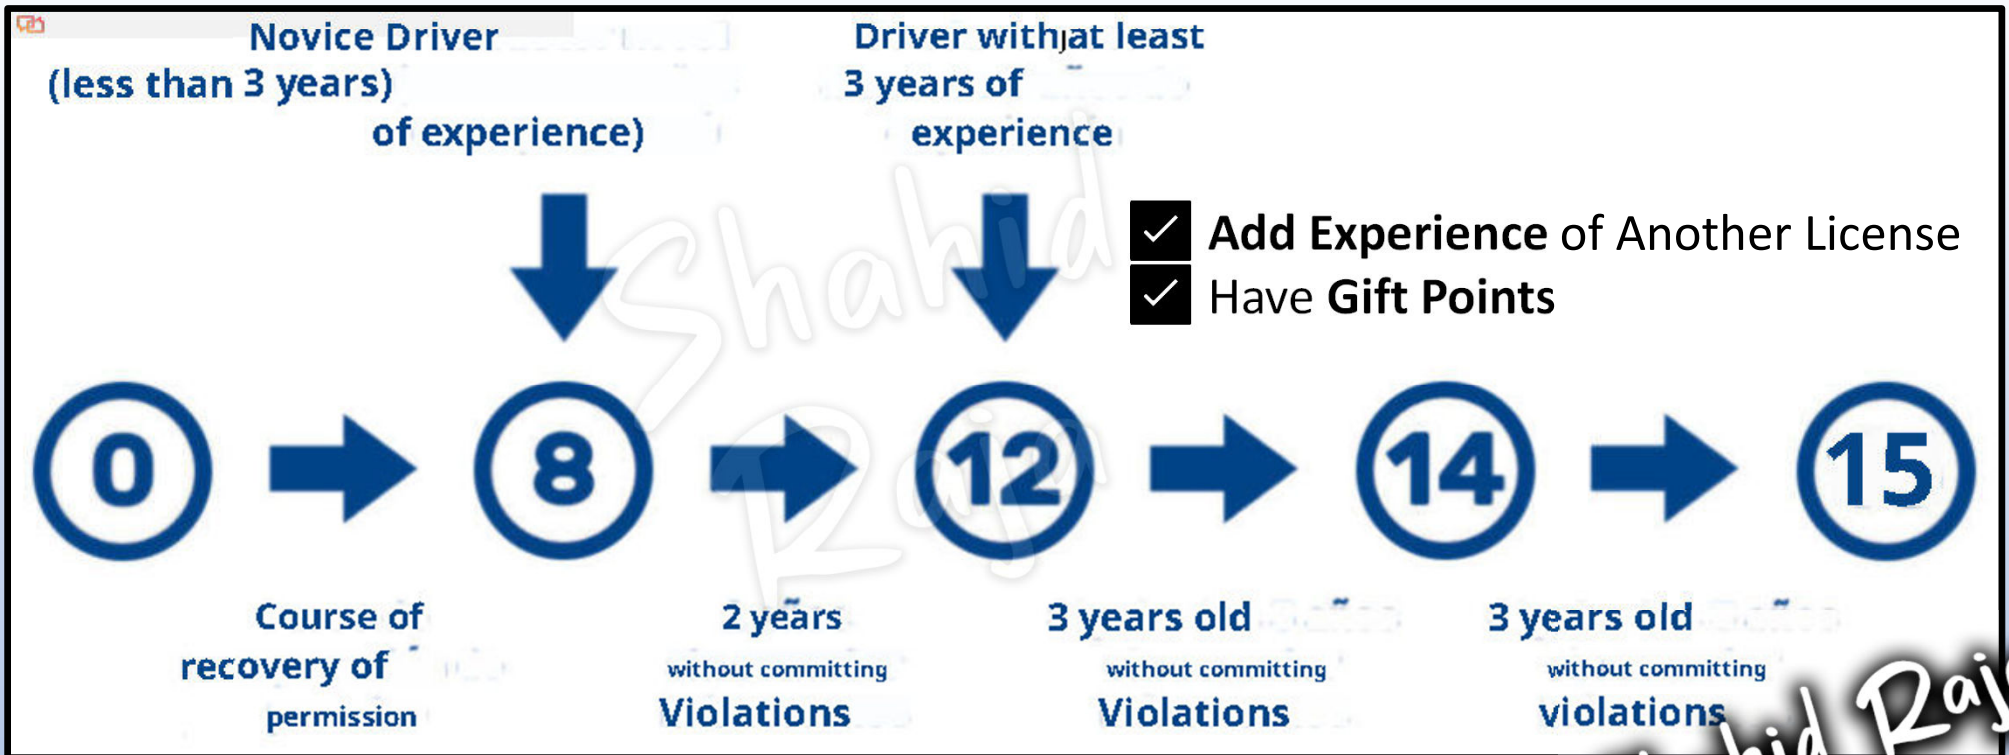 Novice Driver
(less than 3 years)
of experience)
Driver with at least
3 years of
experience
Add Experience of Another License
Have Gift Points
0
8
12
14
15
Course of
recovery of
permission
2 years
without committing
Violations
3 years old
without committing
Violations
3 years old
without committing
violations
Shahid
Raja
Shahid Raja